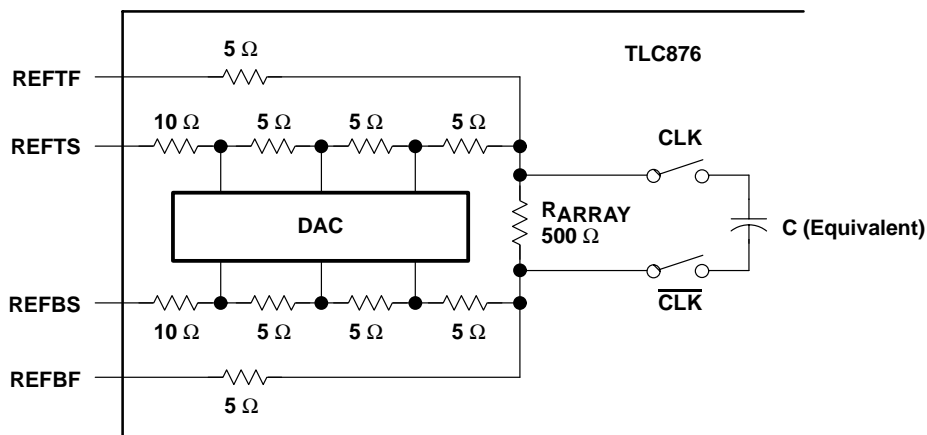 5 Ω
TLC876
REFTF
10 Ω 5 Ω 5 Ω 5 Ω
REFTS
CLK
DAC
RARRAY
500 Ω
C (Equivalent)
REFBS
CLK
10 Ω 5 Ω 5 Ω 5 Ω
REFBF
5 Ω